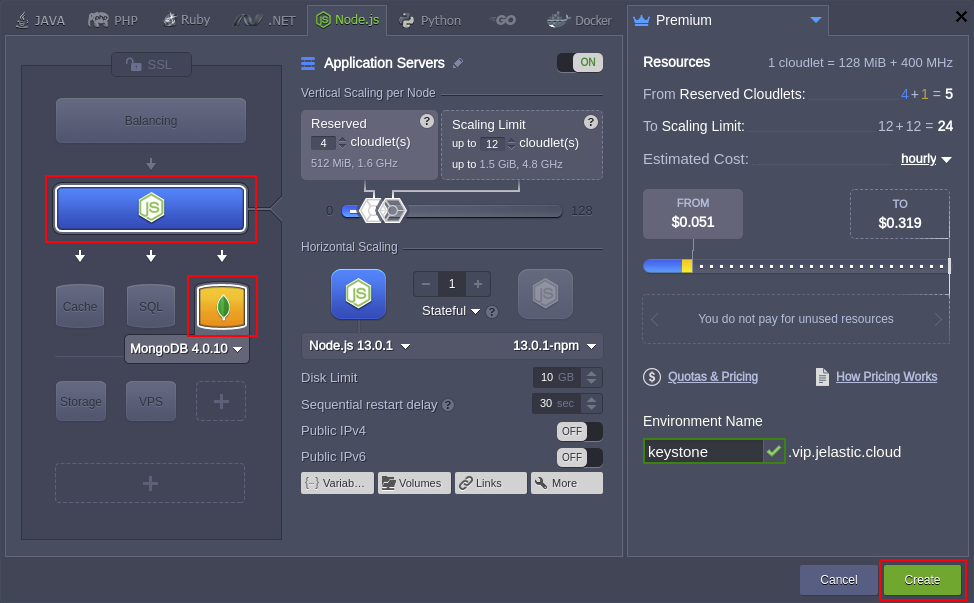 JAVA PHP Ruby .NET Node.js Python GO Docker
SSL
Balancing
JS
Cache SQL
MongoDB 4.0.10
Storage VPS
Application Servers ON
Vertical Scaling per Node
Reserved ?
4 cloudlet(s)
512 MiB, 1.6 GHz
Scaling Limit ?
up to 12 cloudlet(s)
up to 1.5 GiB, 4.8 GHz
0 128
Horizontal Scaling
JS − 1 + JS
Stateful ?
Node.js 13.0.1 13.0.1-npm
Disk Limit 10 GB
Sequential restart delay ? 30 sec
Public IPv4 OFF
Public IPv6 OFF
Variab... Volumes Links More
Premium
Resources 1 cloudlet = 128 MiB + 400 MHz
From Reserved Cloudlets: 4 + 1 = 5
To Scaling Limit: 12 + 12 = 24
Estimated Cost: hourly
FROM
$0.051
TO
$0.319
You do not pay for unused resources
$ Quotas & Pricing How Pricing Works
Environment Name
keystone .vip.jelastic.cloud
Cancel Create